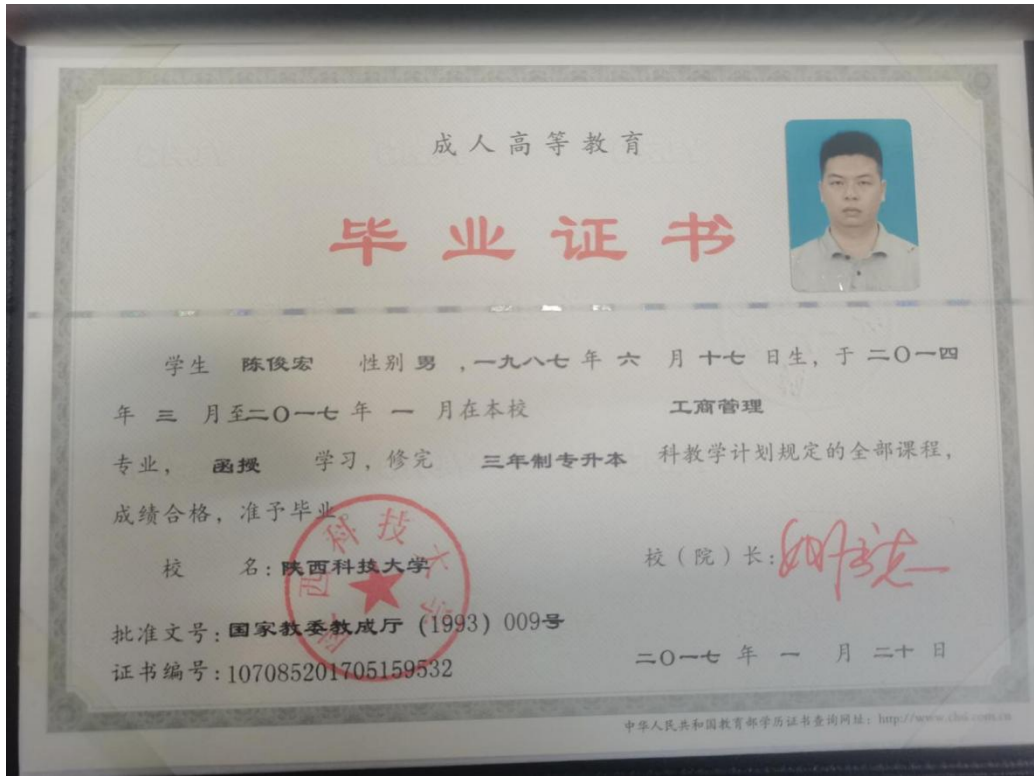 成人高等教育
毕业证书
学生 陈俊宏 性别 男 ,一九八七 年 六 月 十七 日生, 于 二〇一四
年 三 月至二〇一七 年 一 月在本校 工商管理
专业, 函授 学习, 修完 三年制专升本 科教学计划规定的全部课程,
成绩合格, 准予毕业
校 名: 陕西科技大学
校(院)长:
陕西科技大学
批准文号: 国家教委教成厅 (1993) 009号
证书编号: 107085201705159532
二〇一七 年 一 月 二十 日
中华人民共和国教育部学历证书查询网址: http://www.chsi.com.cn